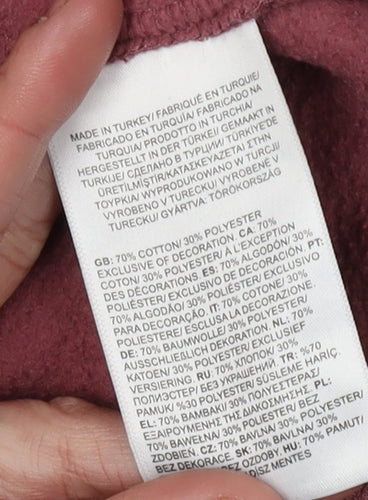 MADE IN TURKEY/ FABRIQUÉ EN TURQUIE/
FABRICADO EN TURQUÍA/ FABRICADO NA
TURQUIA/ PRODOTTO IN TURCHIA/
HERGESTELLT IN DER TÜRKEI/ GEMAAKT IN
TURKIJE/ СДЕЛАНО В ТУРЦИИ/ TÜRKİYE'DE
ÜRETİLMİŞTİR/ΚΑΤΑΣΚΕΥΑΖΕΤΑΙ ΣΤΗΝ
ΤΟΥΡΚΙΑ/ WYPRODUKOWANO W TURCJI/
VYROBENO V TURECKU/ VYROBENO V
TURECKU/ GYÁRTVA: TÖRÖKORSZÁG
GB: 70% COTTON/ 30% POLYESTER
EXCLUSIVE OF DECORATION. CA: 70%
COTON/ 30% POLYESTER/ À L'EXCEPTION
DES DÉCORATIONS. ES: 70% ALGODÓN/ 30%
POLIÉSTER/ EXCLUSIVO DE DECORACIÓN. PT:
70% ALGODÃO/ 30% POLIÉSTER/ EXCLUSIVO
PARA DECORAÇÃO. IT: 70% COTONE/ 30%
POLIESTERE/ ESCLUSA LA DECORAZIONE.
DE: 70% BAUMWOLLE/ 30% POLYESTER/
AUSSCHLIEẞLICH DEKORATION. NL: 70%
KATOEN/ 30% POLYESTER/ EXCLUSIEF
VERSIERING. RU: 70% ХЛОПОК/ 30%
ПОЛИЭСТЕР/ БЕЗ УКРАШЕНИЙ. TR: %70
PAMUK/ %30 POLYESTER/ SÜSLEME HARİÇ.
EL: 70% ΒΑΜΒΑΚΙ/ 30% ΠΟΛΥΕΣΤΕΡΑΣ/
ΕΞΑΙΡΟΥΜΕΝΗΣ ΤΗΣ ΔΙΑΚΟΣΜΗΣΗΣ. PL:
70% BAWEŁNA/ 30% POLIESTER/ BEZ
ZDOBIEŃ. CZ: 70% BAVLNA/ 30% POLYESTER/
BEZ DEKORACE. SK: 70% BAVLNA/ 30%
POLYESTER/ BEZ OZDOBY. HU: 70% PAMUT/
MENTES